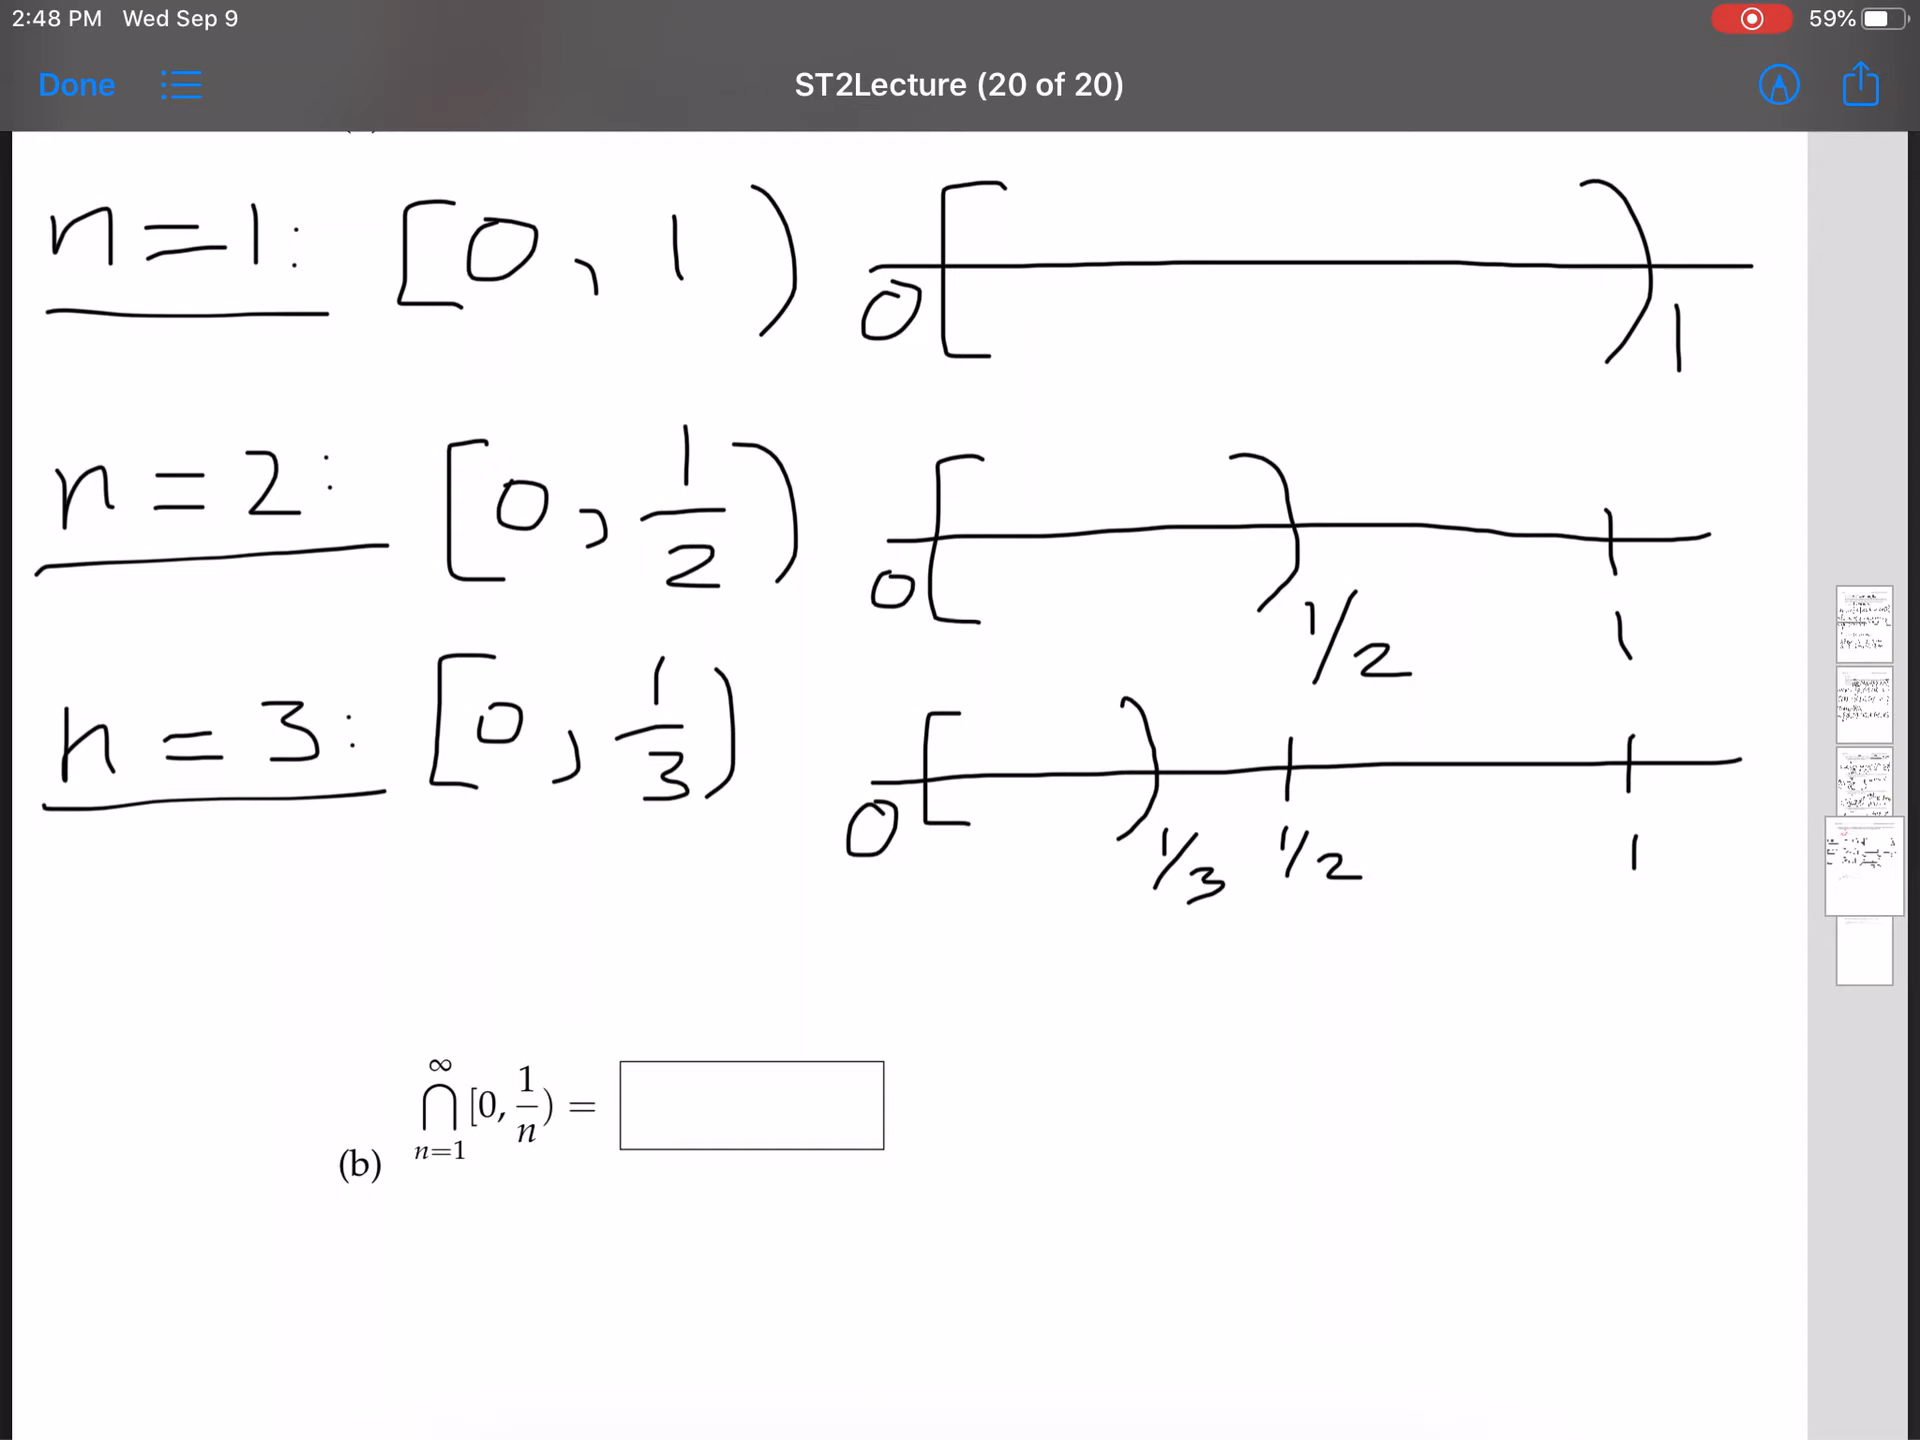 2:48 PM Wed Sep 9
59%
Done
ST2Lecture (20 of 20)
n=1: [0, 1)
0 [ ) 1
n=2: [0, 1/2)
0 [ ) 1/2 1
n=3: [0, 1/3)
0 [ ) 1/3 1/2 1
(b) ∞ ⋂ n=1 [0, 1/n) =